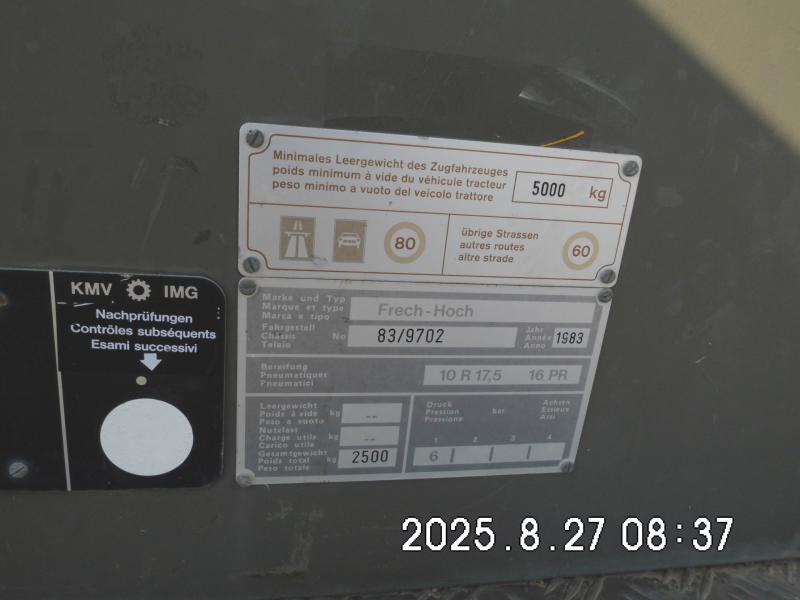 Minimales Leergewicht des Zugfahrzeuges
poids minimum à vide du véhicule tracteur
peso minimo a vuoto del veicolo trattore
5000 kg
80
übrige Strassen
autres routes
altre strade
60
KMV IMG
Nachprüfungen
Contrôles subséquents
Esami successivi
Marke und Typ
Marque et type
Marca e tipo
Frech-Hoch
Fahrgestell
Châssis No
Telaio
83/9702
Jahr
Année
Anno
1983
Bereifung
Pneumatiques
Pneumatici
10 R 17,5 16 PR
Leergewicht
Poids à vide kg
Peso a vuoto
--
Nutzlast
Charge utile kg
Carico utile
--
Gesamtgewicht
Poids total kg
Peso totale
2500
Druck
Pression bar
Pressione
Achsen
Essieux
Assi
1 2 3 4
6
2025.8.27 08:37